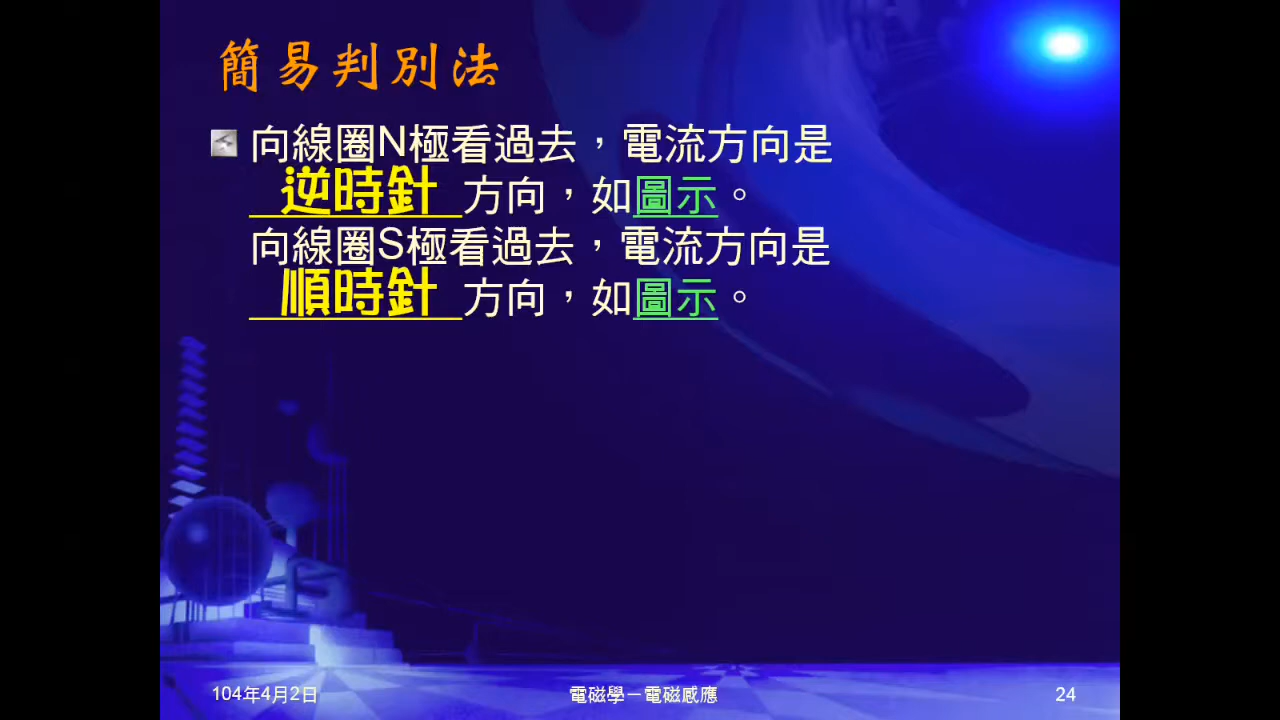 簡易判別法
向線圈N極看過去，電流方向是
逆時針方向，如圖示。
向線圈S極看過去，電流方向是
順時針方向，如圖示。
104年4月2日
電磁學－電磁感應
24